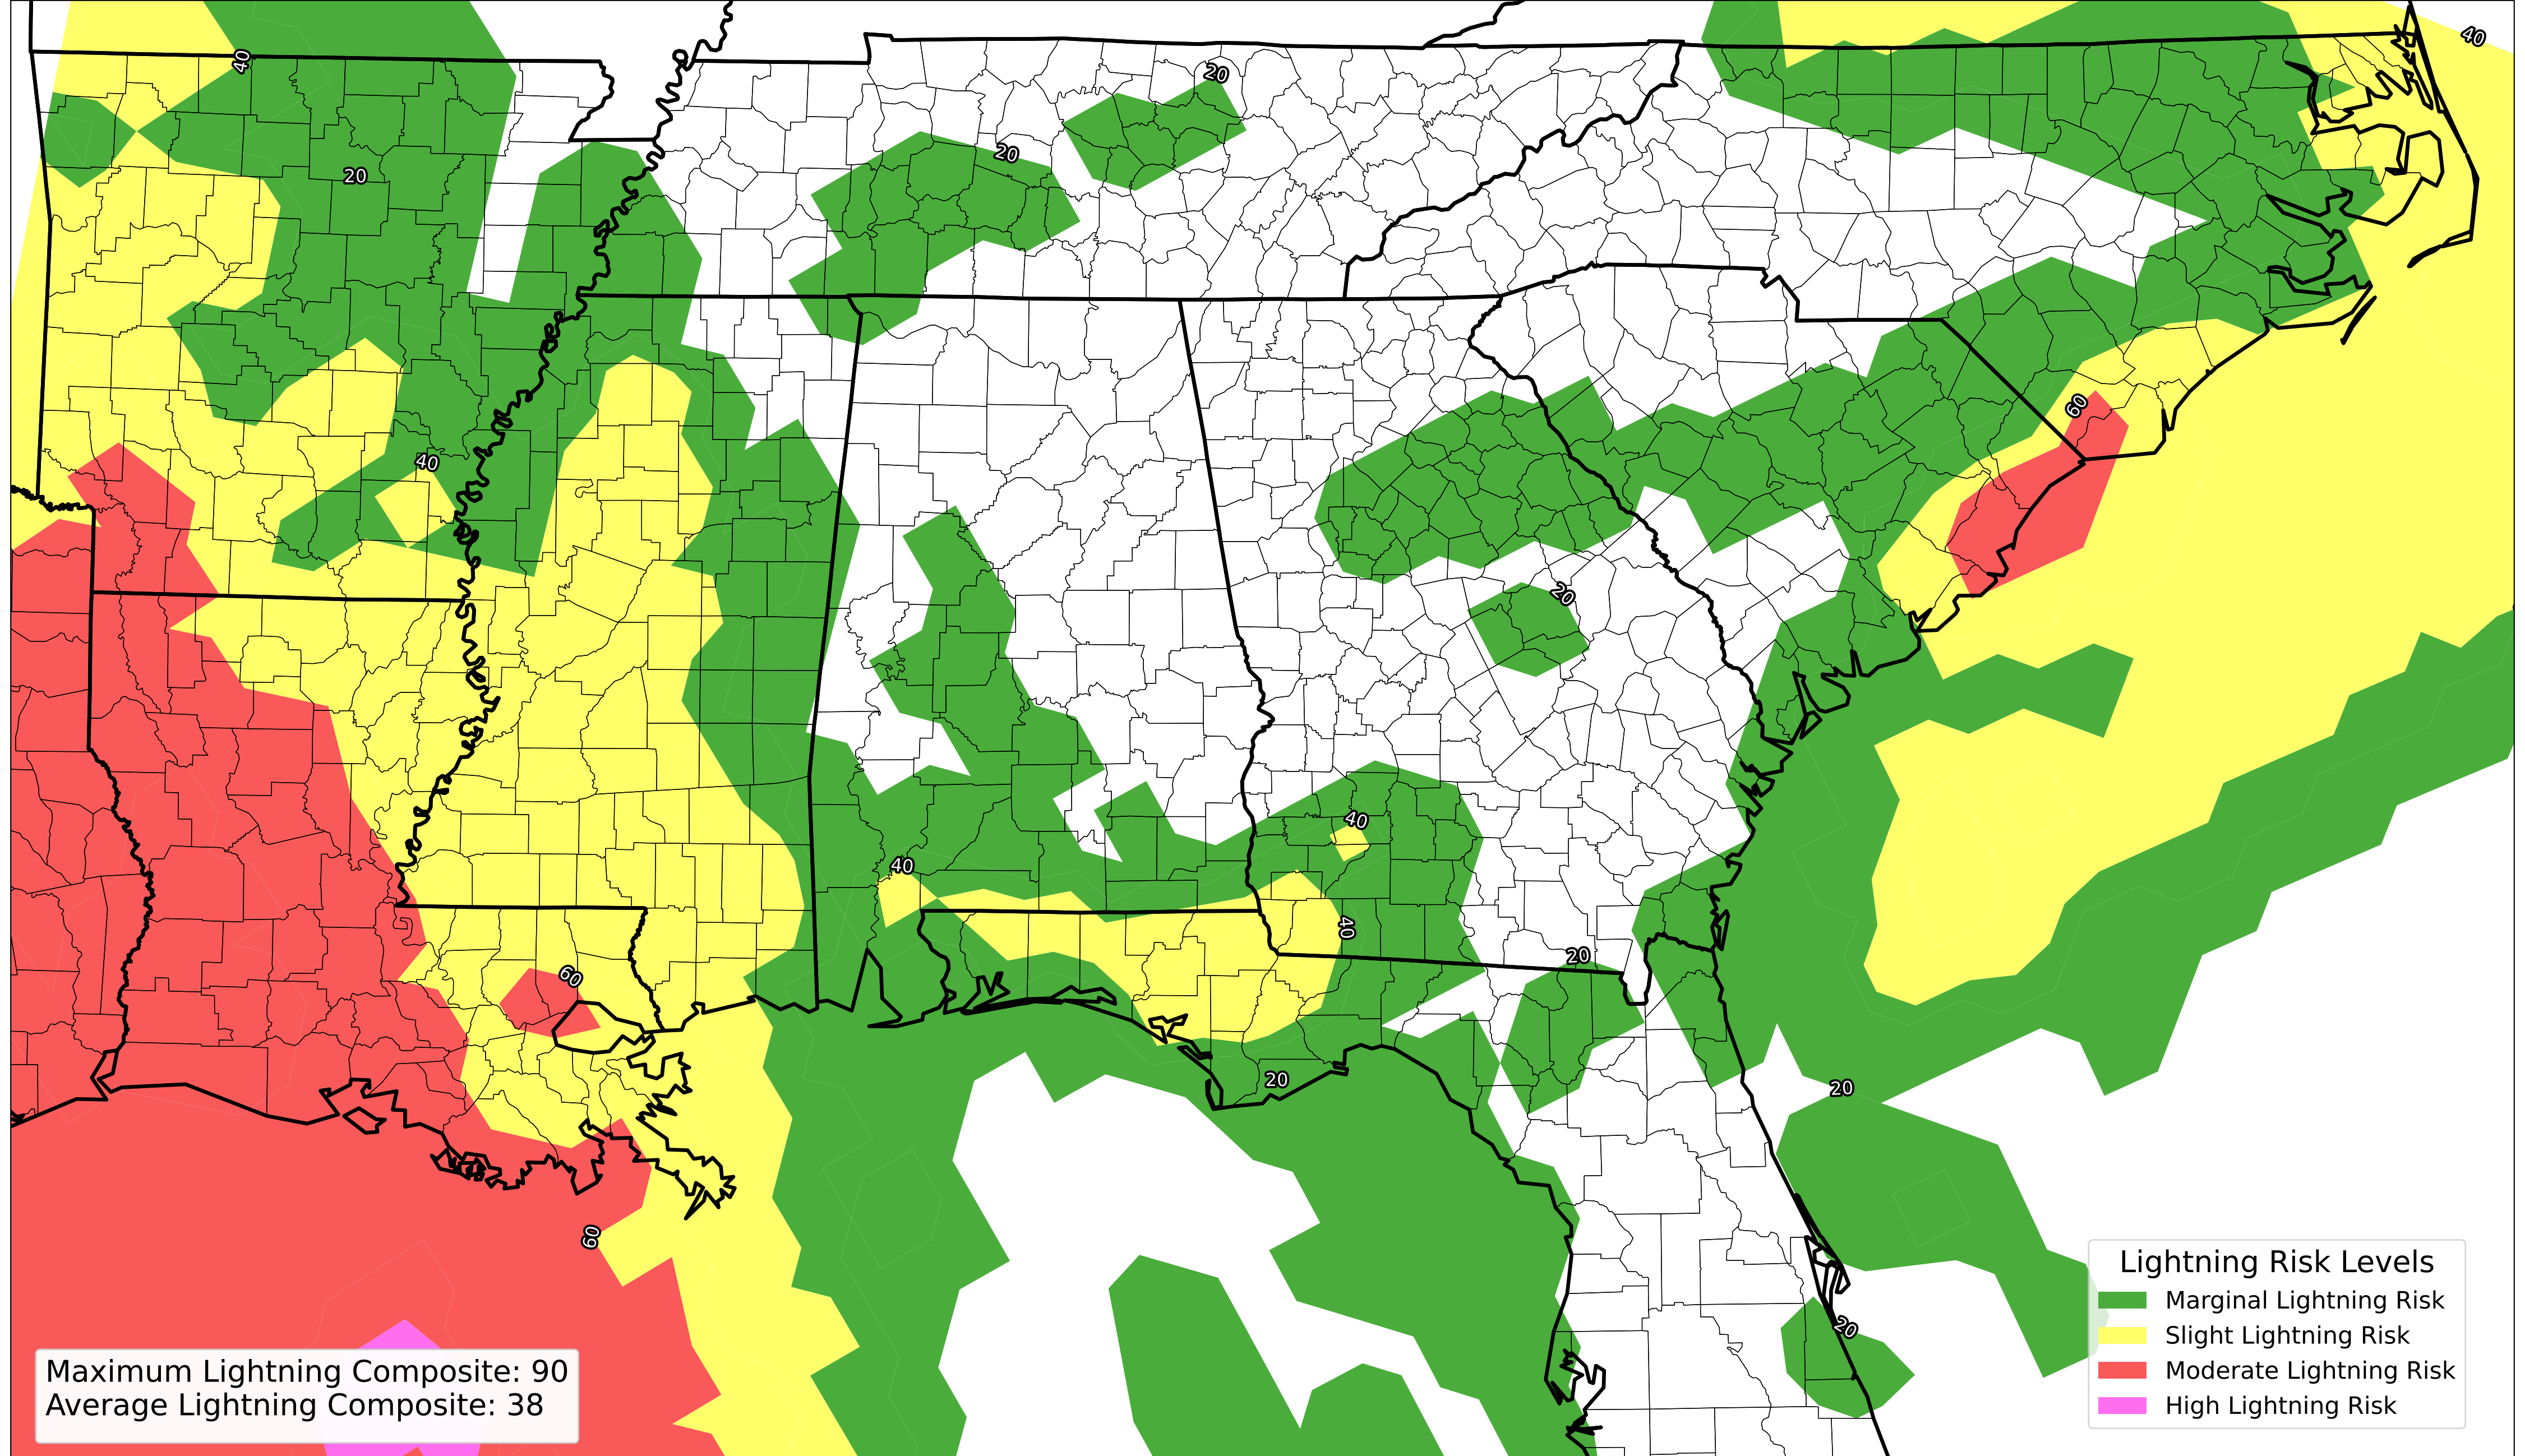 40
40
20
20
20
60
40
20
40
40
40
20
60
20
20
60
20
Lightning Risk Levels
Marginal Lightning Risk
Slight Lightning Risk
Moderate Lightning Risk
High Lightning Risk
Maximum Lightning Composite: 90
Average Lightning Composite: 38